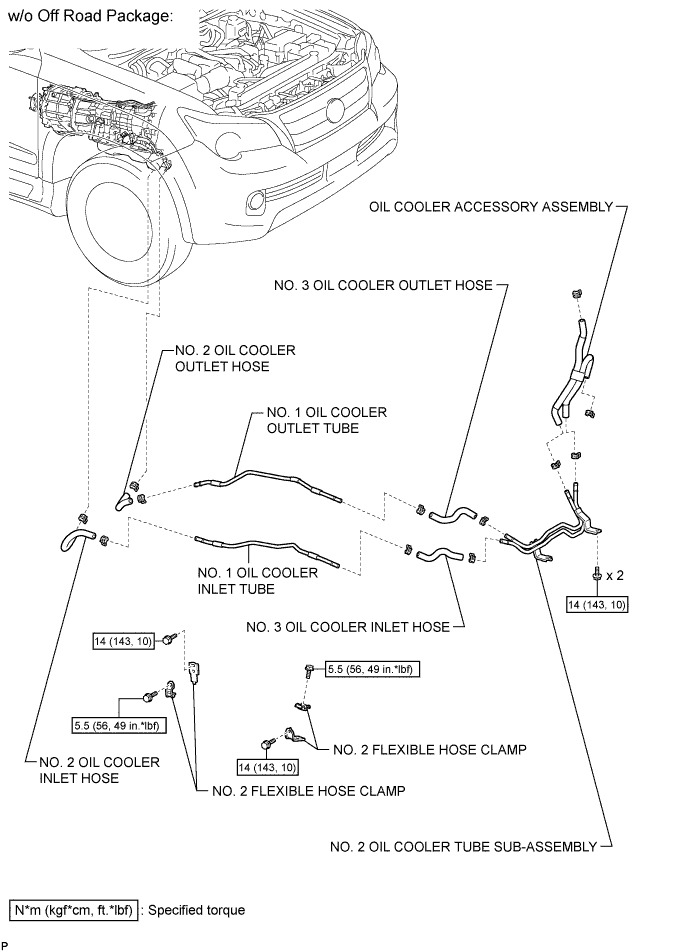 w/o Off Road Package:
OIL COOLER ACCESSORY ASSEMBLY
NO. 3 OIL COOLER OUTLET HOSE
NO. 2 OIL COOLER
OUTLET HOSE
NO. 1 OIL COOLER
OUTLET TUBE
NO. 1 OIL COOLER
INLET TUBE
x 2
14 (143, 10)
NO. 3 OIL COOLER INLET HOSE
14 (143, 10)
5.5 (56, 49 in.*lbf)
5.5 (56, 49 in.*lbf)
NO. 2 FLEXIBLE HOSE CLAMP
14 (143, 10)
NO. 2 OIL COOLER
INLET HOSE
NO. 2 FLEXIBLE HOSE CLAMP
NO. 2 OIL COOLER TUBE SUB-ASSEMBLY
N*m (kgf*cm, ft.*lbf) : Specified torque
P